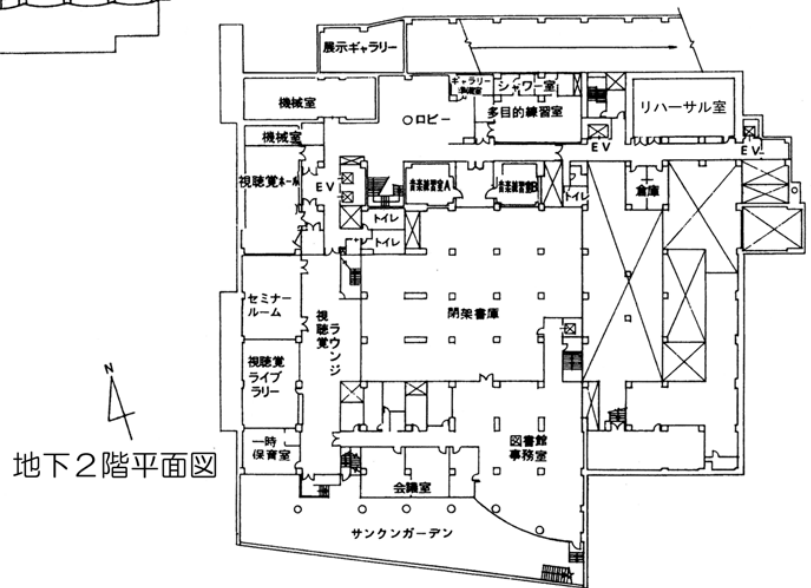 展示ギャラリー
機械室
ギャラリー
シャワー室
○ロビー
多目的練習室
リハーサル室
機械室
EV
EV
視聴覚ホール
EV
音楽練習室A
音楽練習室B
トイレ
倉庫
トイレ
トイレ
セミナー
ルーム
視聴覚
ラウンジ
閉架書庫
視聴覚
ライブ
ラリー
N
一時
保育室
図書館
事務室
地下2階平面図
会議室
サンクンガーデン